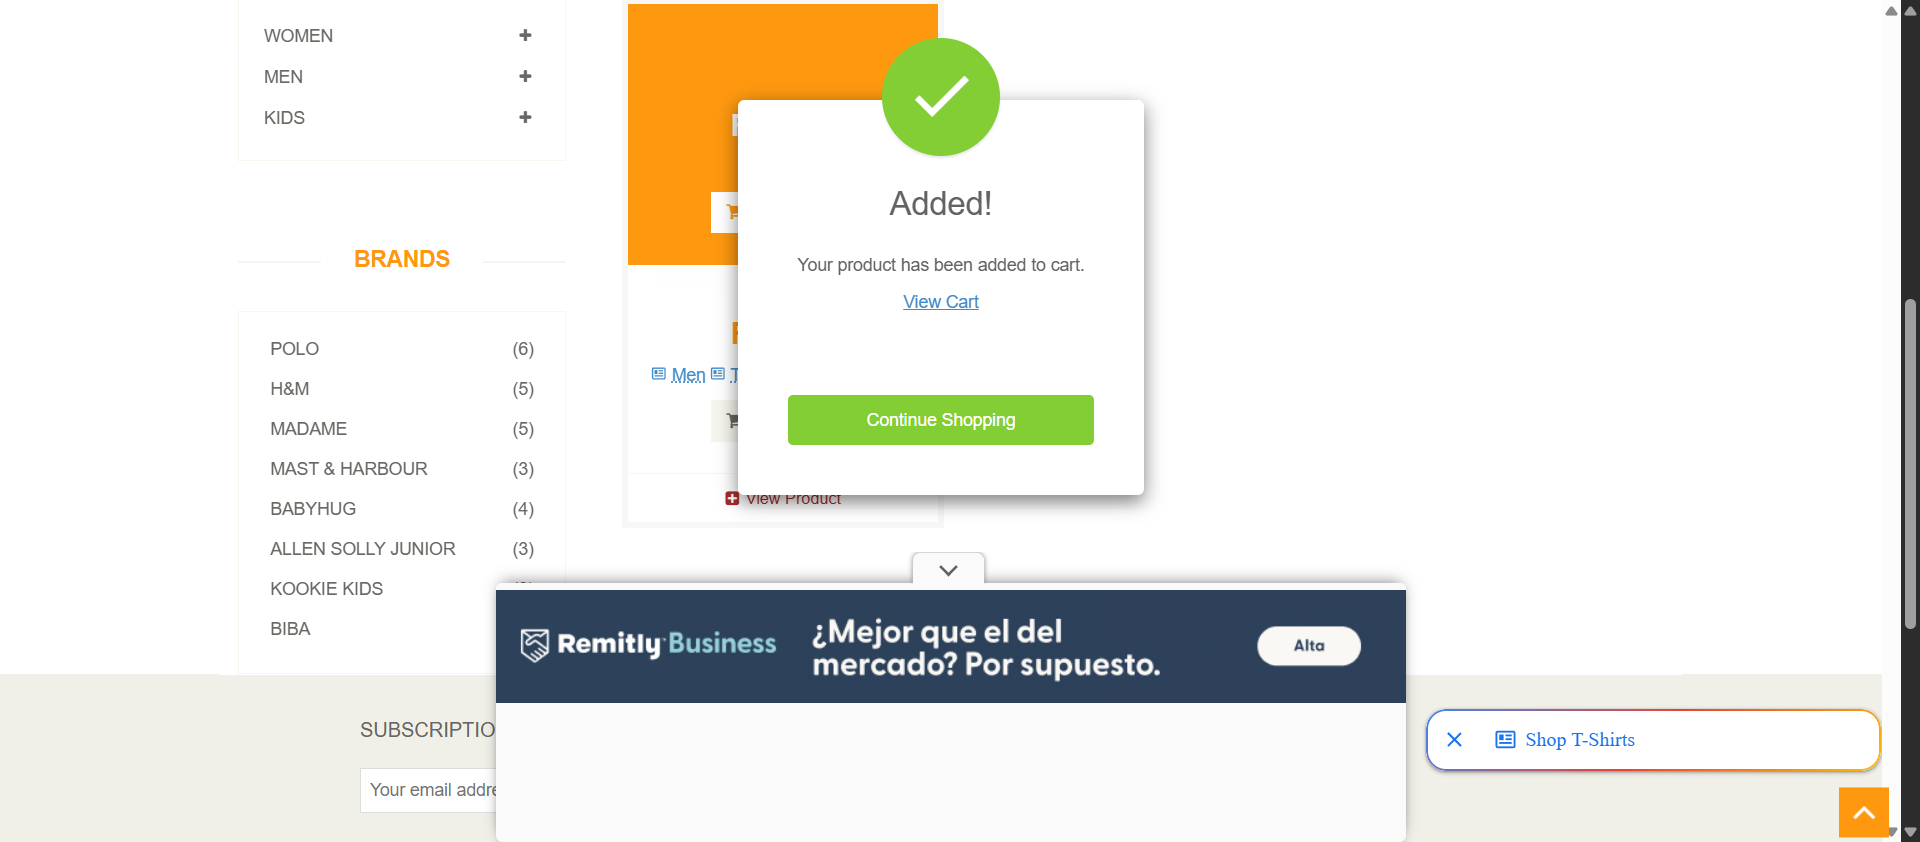 WOMEN
MEN
KIDS
BRANDS
POLO (6)
H&M (5)
MADAME (5)
MAST & HARBOUR (3)
BABYHUG (4)
ALLEN SOLLY JUNIOR (3)
KOOKIE KIDS
BIBA
Added!
Your product has been added to cart.
View Cart
Continue Shopping
Men
View Product
Remitly Business
¿Mejor que el del
mercado? Por supuesto.
Alta
SUBSCRIPTIO
Your email addre
Shop T-Shirts